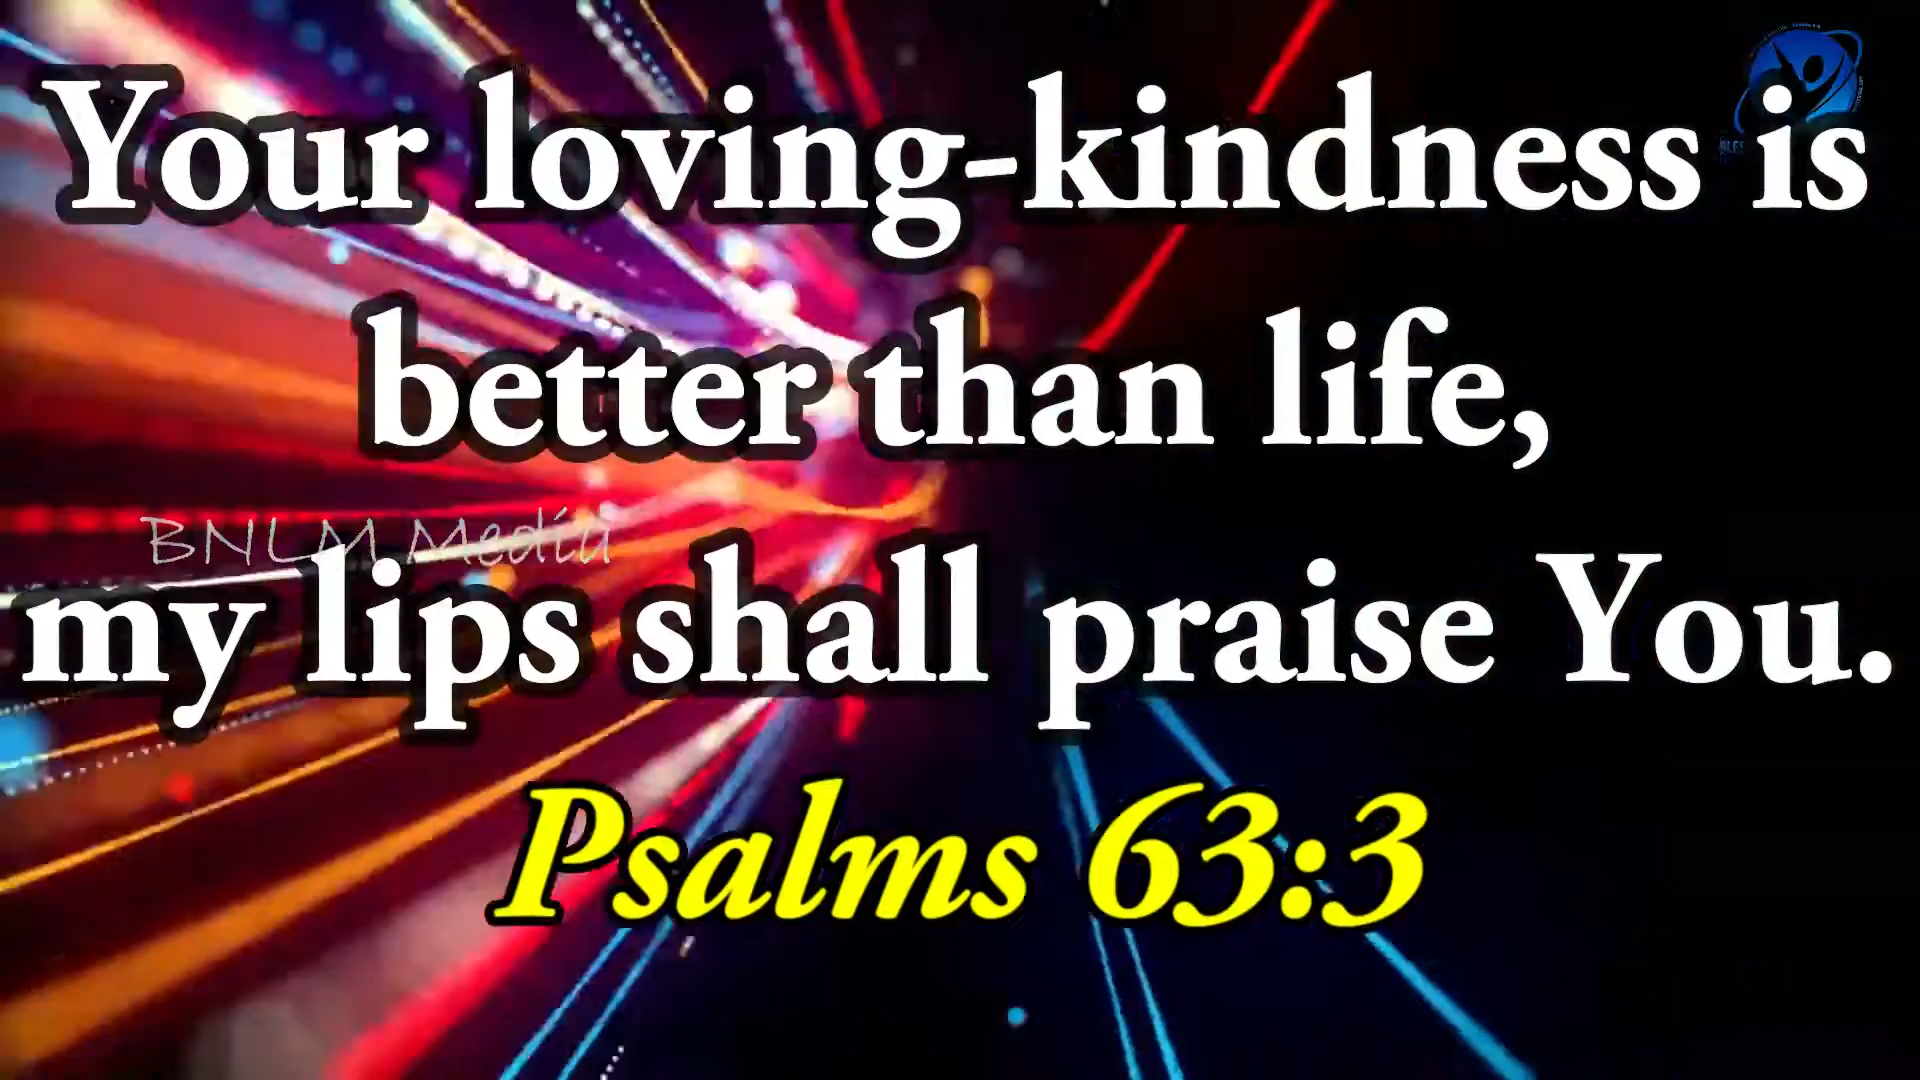 Your loving-kindness is
better than life,
BNLM Media
my lips shall praise You.
Psalms 63:3